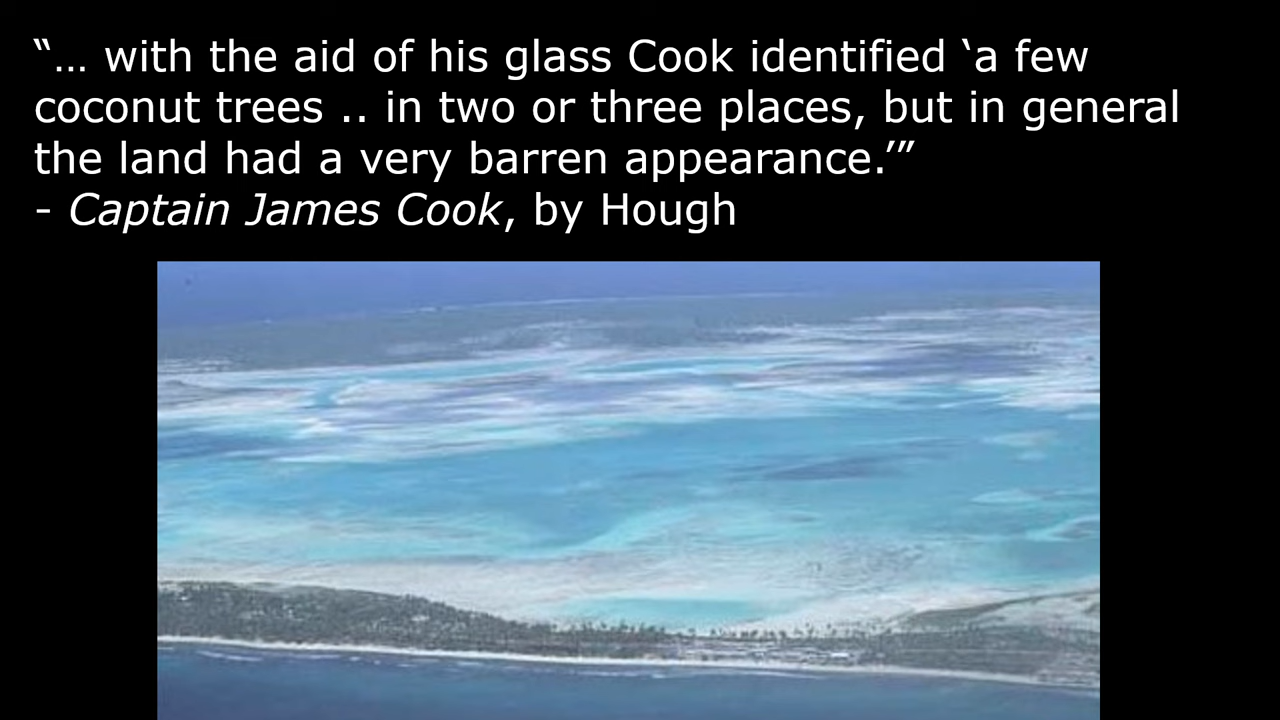 “… with the aid of his glass Cook identified ‘a few
coconut trees .. in two or three places, but in general
the land had a very barren appearance.’”
- Captain James Cook, by Hough